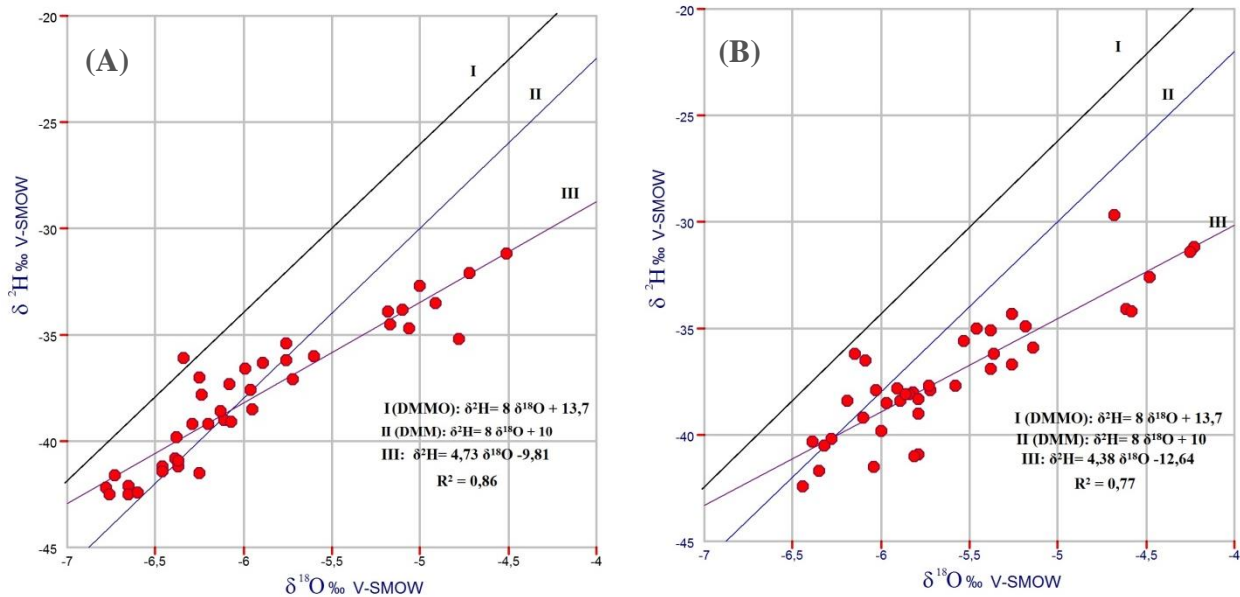 (A)
-20
-25
-30
-35
-40
-45
δ ²H ‰ V-SMOW
I
II
III
I (DMMO): δ²H= 8 δ¹⁸O + 13,7
II (DMM): δ²H= 8 δ¹⁸O + 10
III: δ²H= 4,73 δ¹⁸O -9,81
R² = 0,86
-7
-6,5
-6
-5,5
-5
-4,5
-4
δ ¹⁸O ‰ V-SMOW
(B)
-20
-25
-30
-35
-40
-45
δ ²H ‰ V-SMOW
I
II
III
I (DMMO): δ²H= 8 δ¹⁸O + 13,7
II (DMM): δ²H= 8 δ¹⁸O + 10
III: δ²H= 4,38 δ¹⁸O -12,64
R² = 0,77
-7
-6,5
-6
-5,5
-5
-4,5
-4
δ ¹⁸O ‰ V-SMOW